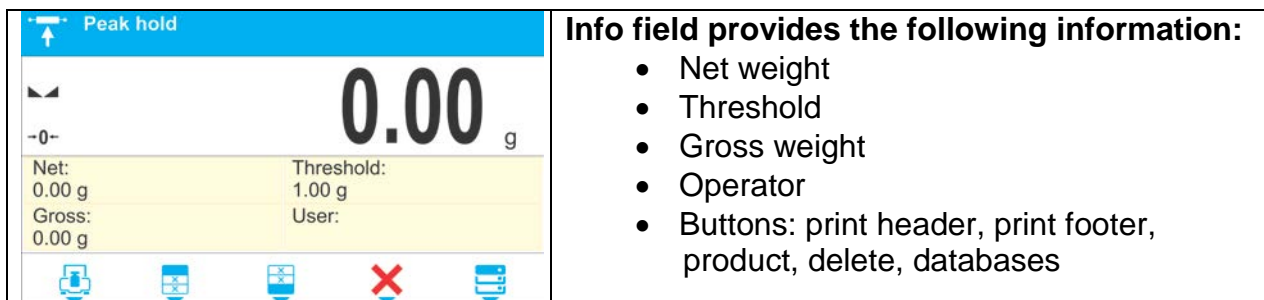 Peak hold
0.00 g
→0←
Net:
0.00 g
Threshold:
1.00 g
Gross:
0.00 g
User:
Info field provides the following information:
• Net weight
• Threshold
• Gross weight
• Operator
• Buttons: print header, print footer,
product, delete, databases